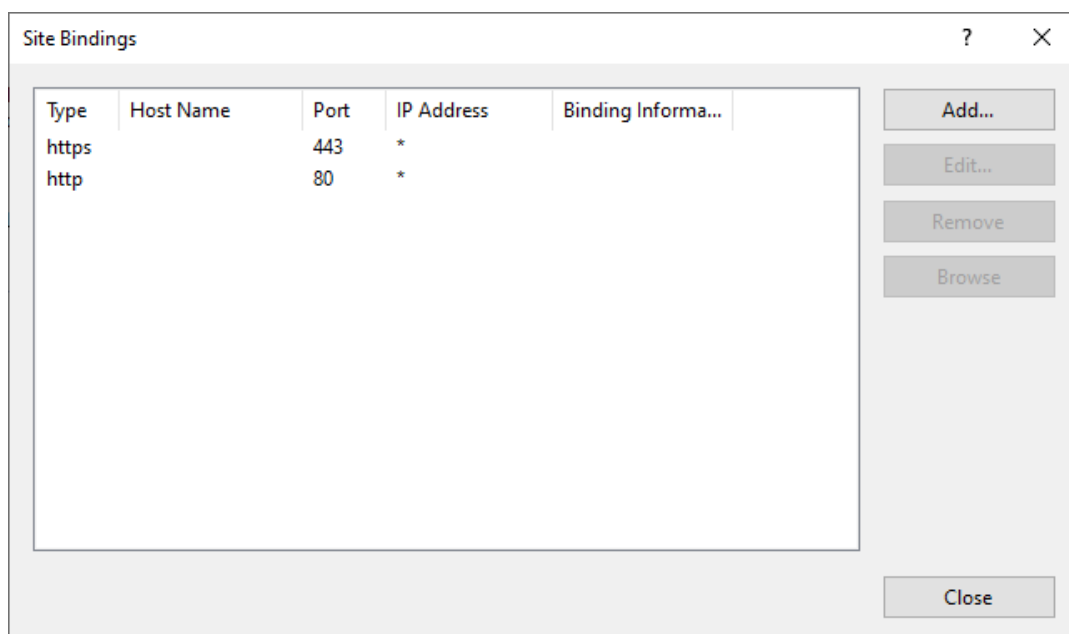 Site Bindings ? ×
Type Host Name Port IP Address Binding Informa... Add...
https 443 *
Edit...
http 80 *
Remove
Browse
Close